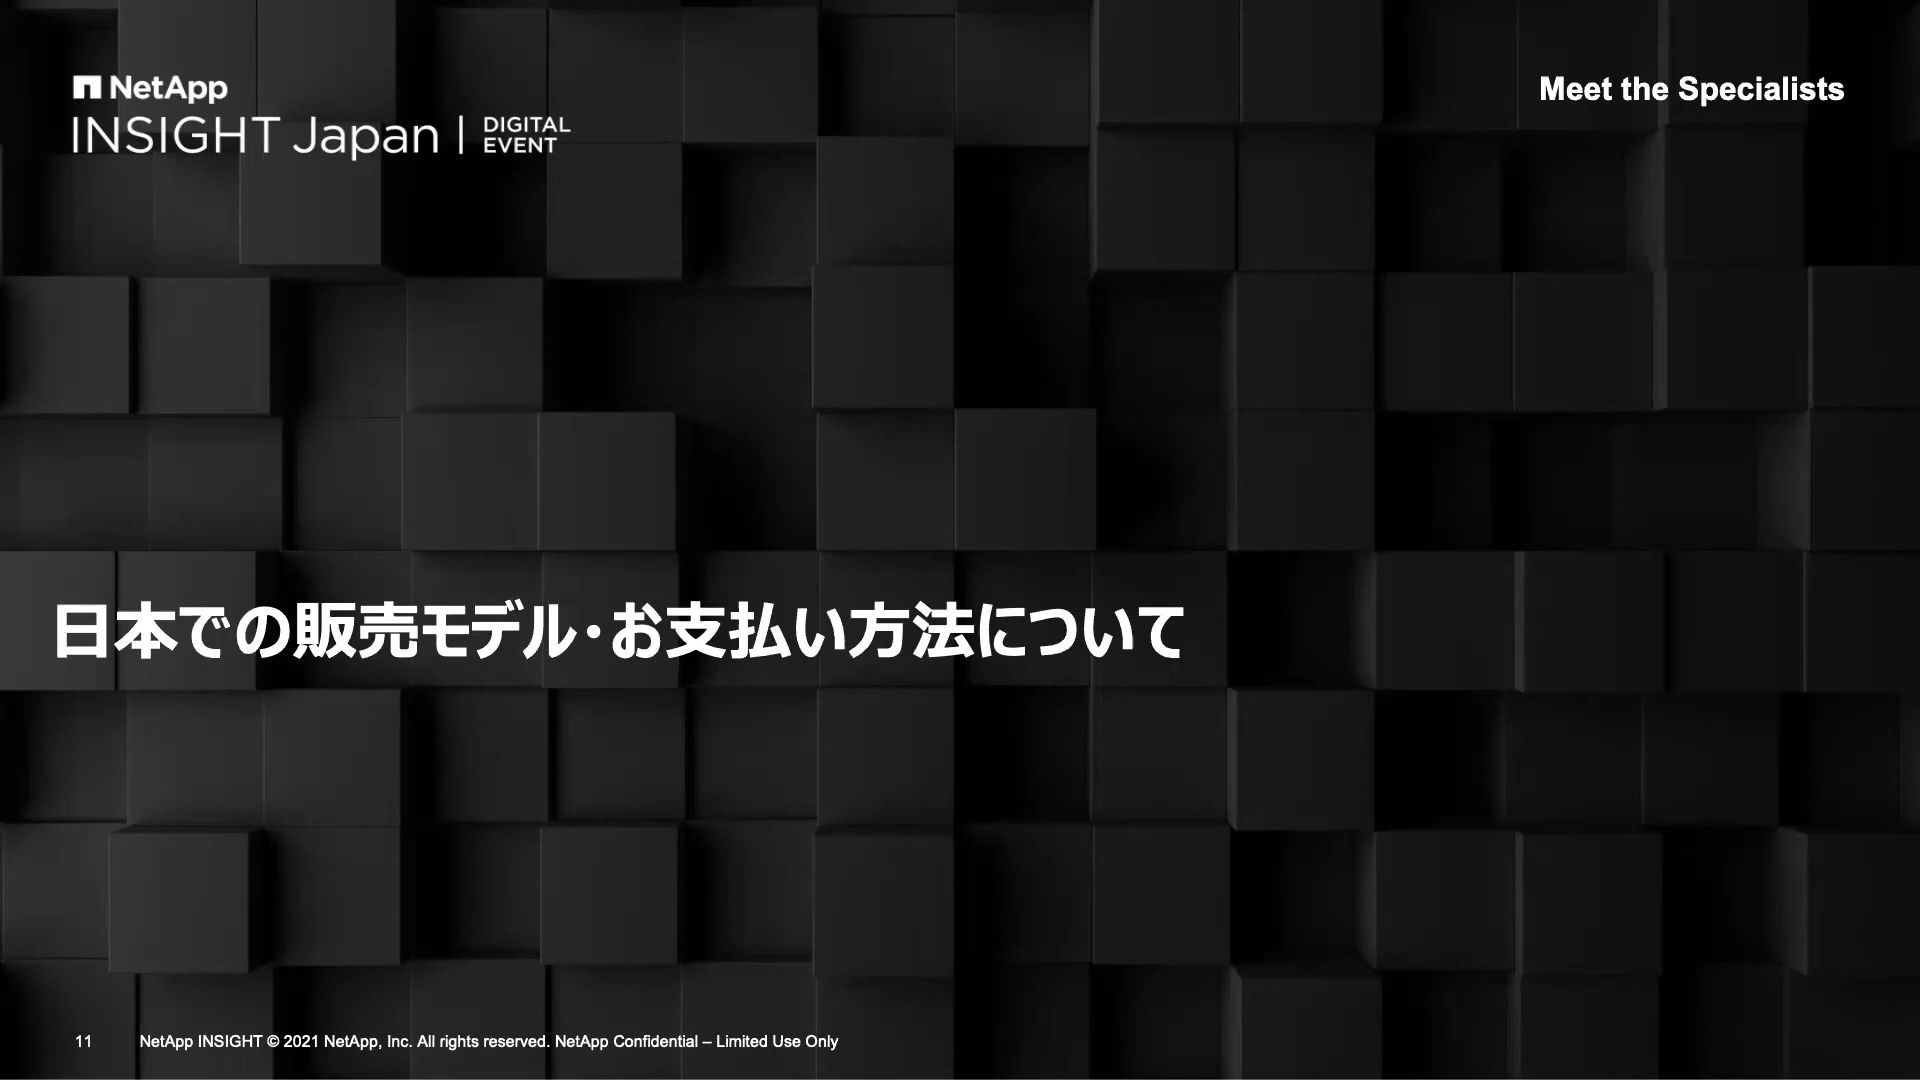 NetApp
INSIGHT Japan | DIGITAL EVENT
Meet the Specialists
日本での販売モデル・お支払い方法について
11 NetApp INSIGHT © 2021 NetApp, Inc. All rights reserved. NetApp Confidential – Limited Use Only